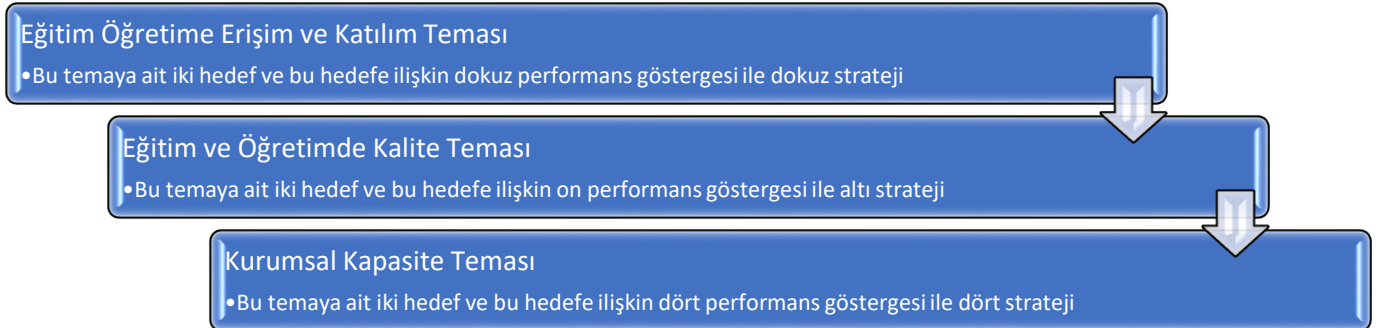 Eğitim Öğretime Erişim ve Katılım Teması
•Bu temaya ait iki hedef ve bu hedefe ilişkin dokuz performans göstergesi ile dokuz strateji
Eğitim ve Öğretimde Kalite Teması
•Bu temaya ait iki hedef ve bu hedefe ilişkin on performans göstergesi ile altı strateji
Kurumsal Kapasite Teması
•Bu temaya ait iki hedef ve bu hedefe ilişkin dört performans göstergesi ile dört strateji